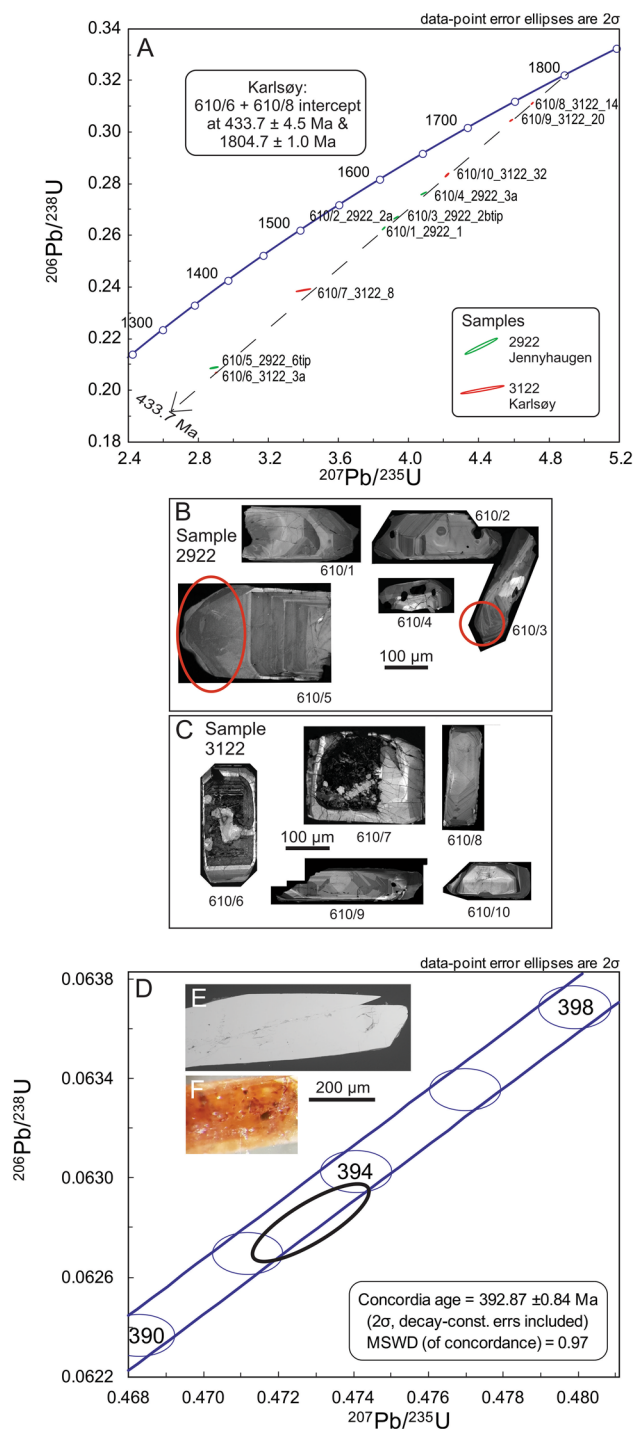 data-point error ellipses are 2σ
A
0.34
0.32
0.30
0.28
0.26
0.24
0.22
0.20
0.18
206Pb/238U
Karlsøy:
610/6 + 610/8 intercept
at 433.7 ± 4.5 Ma &
1804.7 ± 1.0 Ma
1800
1700
1600
1500
1400
1300
610/8_3122_14
610/9_3122_20
610/10_3122_32
610/4_2922_3a
610/2_2922_2a
610/3_2922_2btip
610/1_2922_1
610/7_3122_8
610/5_2922_6tip
610/6_3122_3a
433.7 Ma
Samples
2922
Jennyhaugen
3122
Karlsøy
2.4 2.8 3.2 3.6 4.0 4.4 4.8 5.2
207Pb/235U
B
Sample
2922
610/1
610/2
610/3
610/4
100 µm
610/5
C
Sample
3122
610/6
610/7
100 µm
610/8
610/9
610/10
data-point error ellipses are 2σ
D
0.0638
0.0634
0.0630
0.0626
0.0622
206Pb/238U
E
F
200 µm
398
394
390
Concordia age = 392.87 ±0.84 Ma
(2σ, decay-const. errs included)
MSWD (of concordance) = 0.97
0.468 0.470 0.472 0.474 0.476 0.478 0.480
207Pb/235U